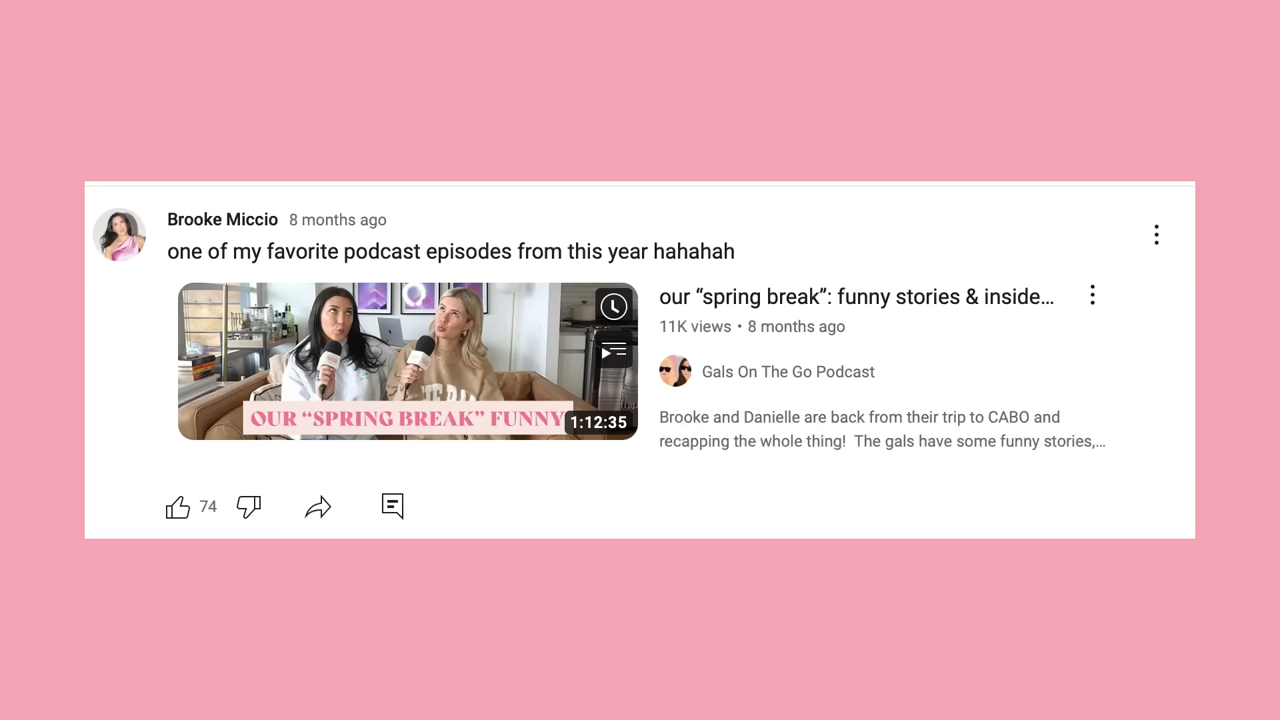 Brooke Miccio 8 months ago
one of my favorite podcast episodes from this year hahahah
OUR “SPRING BREAK” FUNNY
1:12:35
our “spring break”: funny stories & inside...
11K views • 8 months ago
Gals On The Go Podcast
Brooke and Danielle are back from their trip to CABO and
recapping the whole thing!  The gals have some funny stories,...
74